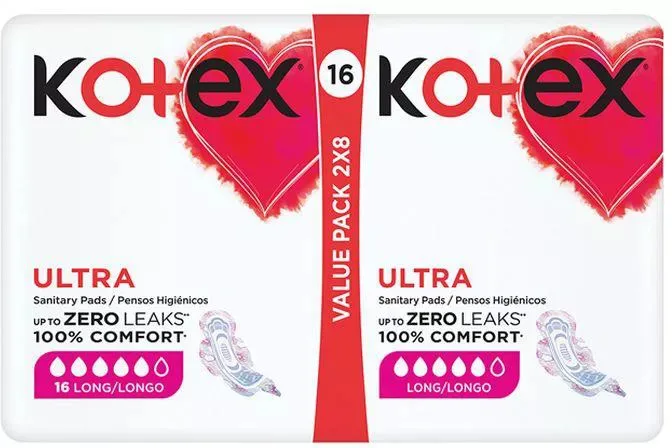 Kotex®
ULTRA
Sanitary Pads / Pensos Higiénicos
UP TO ZERO LEAKS**
100% COMFORT*
16 LONG/LONGO
16
VALUE PACK 2X8
Kotex®
ULTRA
Sanitary Pads / Pensos Higiénicos
UP TO ZERO LEAKS**
100% COMFORT*
LONG/LONGO